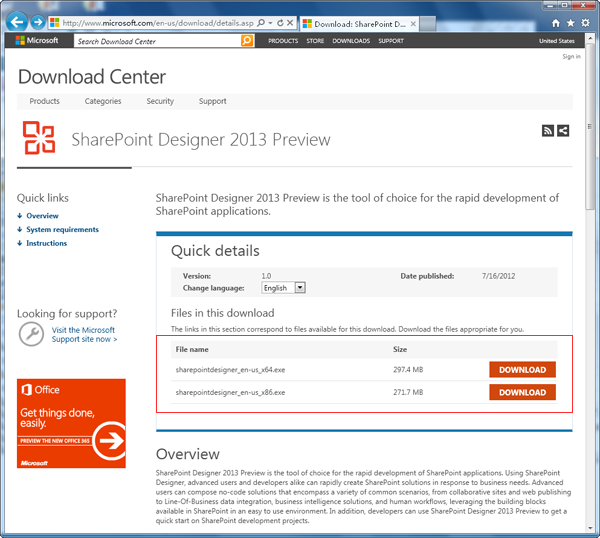 http://www.microsoft.com/en-us/download/details.asp
Download: SharePoint D...
Microsoft
Search Download Center
PRODUCTS STORE DOWNLOADS SUPPORT
United States
Sign in
Download Center
Products Categories Security Support
SharePoint Designer 2013 Preview
Quick links
Overview
System requirements
Instructions
Looking for support?
Visit the Microsoft
Support site now >
Office
Get things done,
easily.
PREVIEW THE NEW OFFICE 365
Microsoft
SharePoint Designer 2013 Preview is the tool of choice for the rapid development of
SharePoint applications.
Quick details
Version: 1.0 Date published: 7/16/2012
Change language: English
Files in this download
The links in this section correspond to files available for this download. Download the files appropriate for you.
File name Size
sharepointdesigner_en-us_x64.exe 297.4 MB DOWNLOAD
sharepointdesigner_en-us_x86.exe 271.7 MB DOWNLOAD
Overview
SharePoint Designer 2013 Preview is the tool of choice for the rapid development of SharePoint applications. Using SharePoint
Designer, advanced users and developers alike can rapidly create SharePoint solutions in response to business needs. Advanced
users can compose no-code solutions that encompass a variety of common scenarios, from collaborative sites and web publishing
to Line-Of-Business data integration, business intelligence solutions, and human workflows, leveraging the building blocks
available in SharePoint in an easy to use environment. In addition, developers can use SharePoint Designer 2013 Preview to get a
quick start on SharePoint development projects.